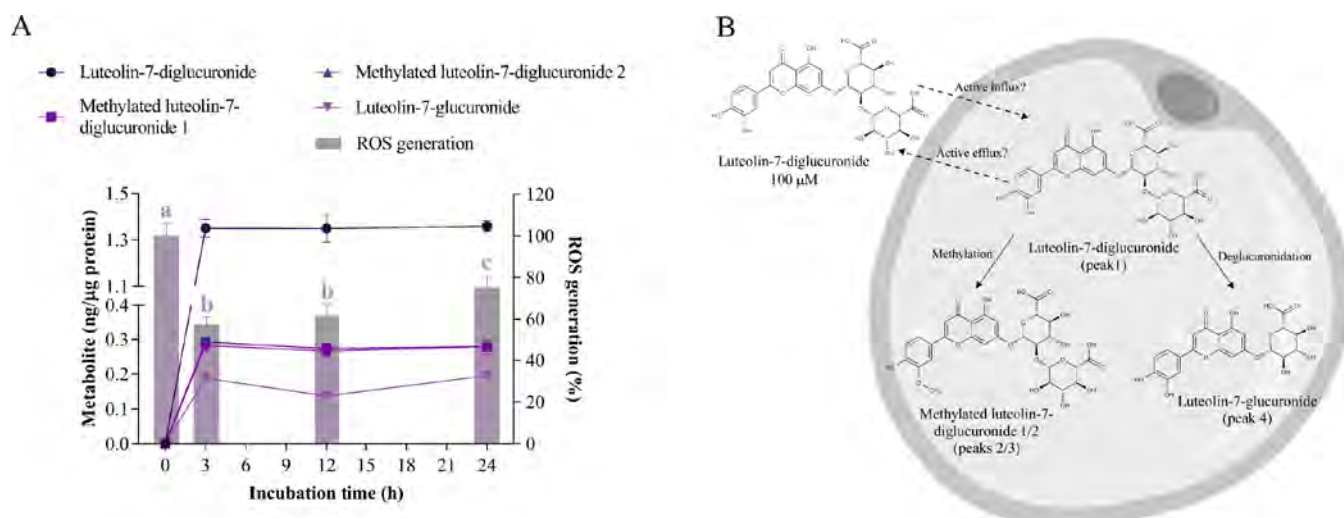 A
Luteolin-7-diglucuronide
Methylated luteolin-7-
diglucuronide 1
Methylated luteolin-7-diglucuronide 2
Luteolin-7-glucuronide
ROS generation
Metabolite (ng/µg protein)
1.5
1.3
1.1
0.4
0.3
0.2
0.1
0.0
a
b
b
c
120
100
80
60
40
20
0
ROS generation (%)
0 3 6 9 12 15 18 21 24
Incubation time (h)
B
Luteolin-7-diglucuronide
100 µM
Active influx?
Active efflux?
Luteolin-7-diglucuronide
(peak1)
Methylation
Deglucuronidation
Methylated luteolin-7-
diglucuronide 1/2
(peaks 2/3)
Luteolin-7-glucuronide
(peak 4)